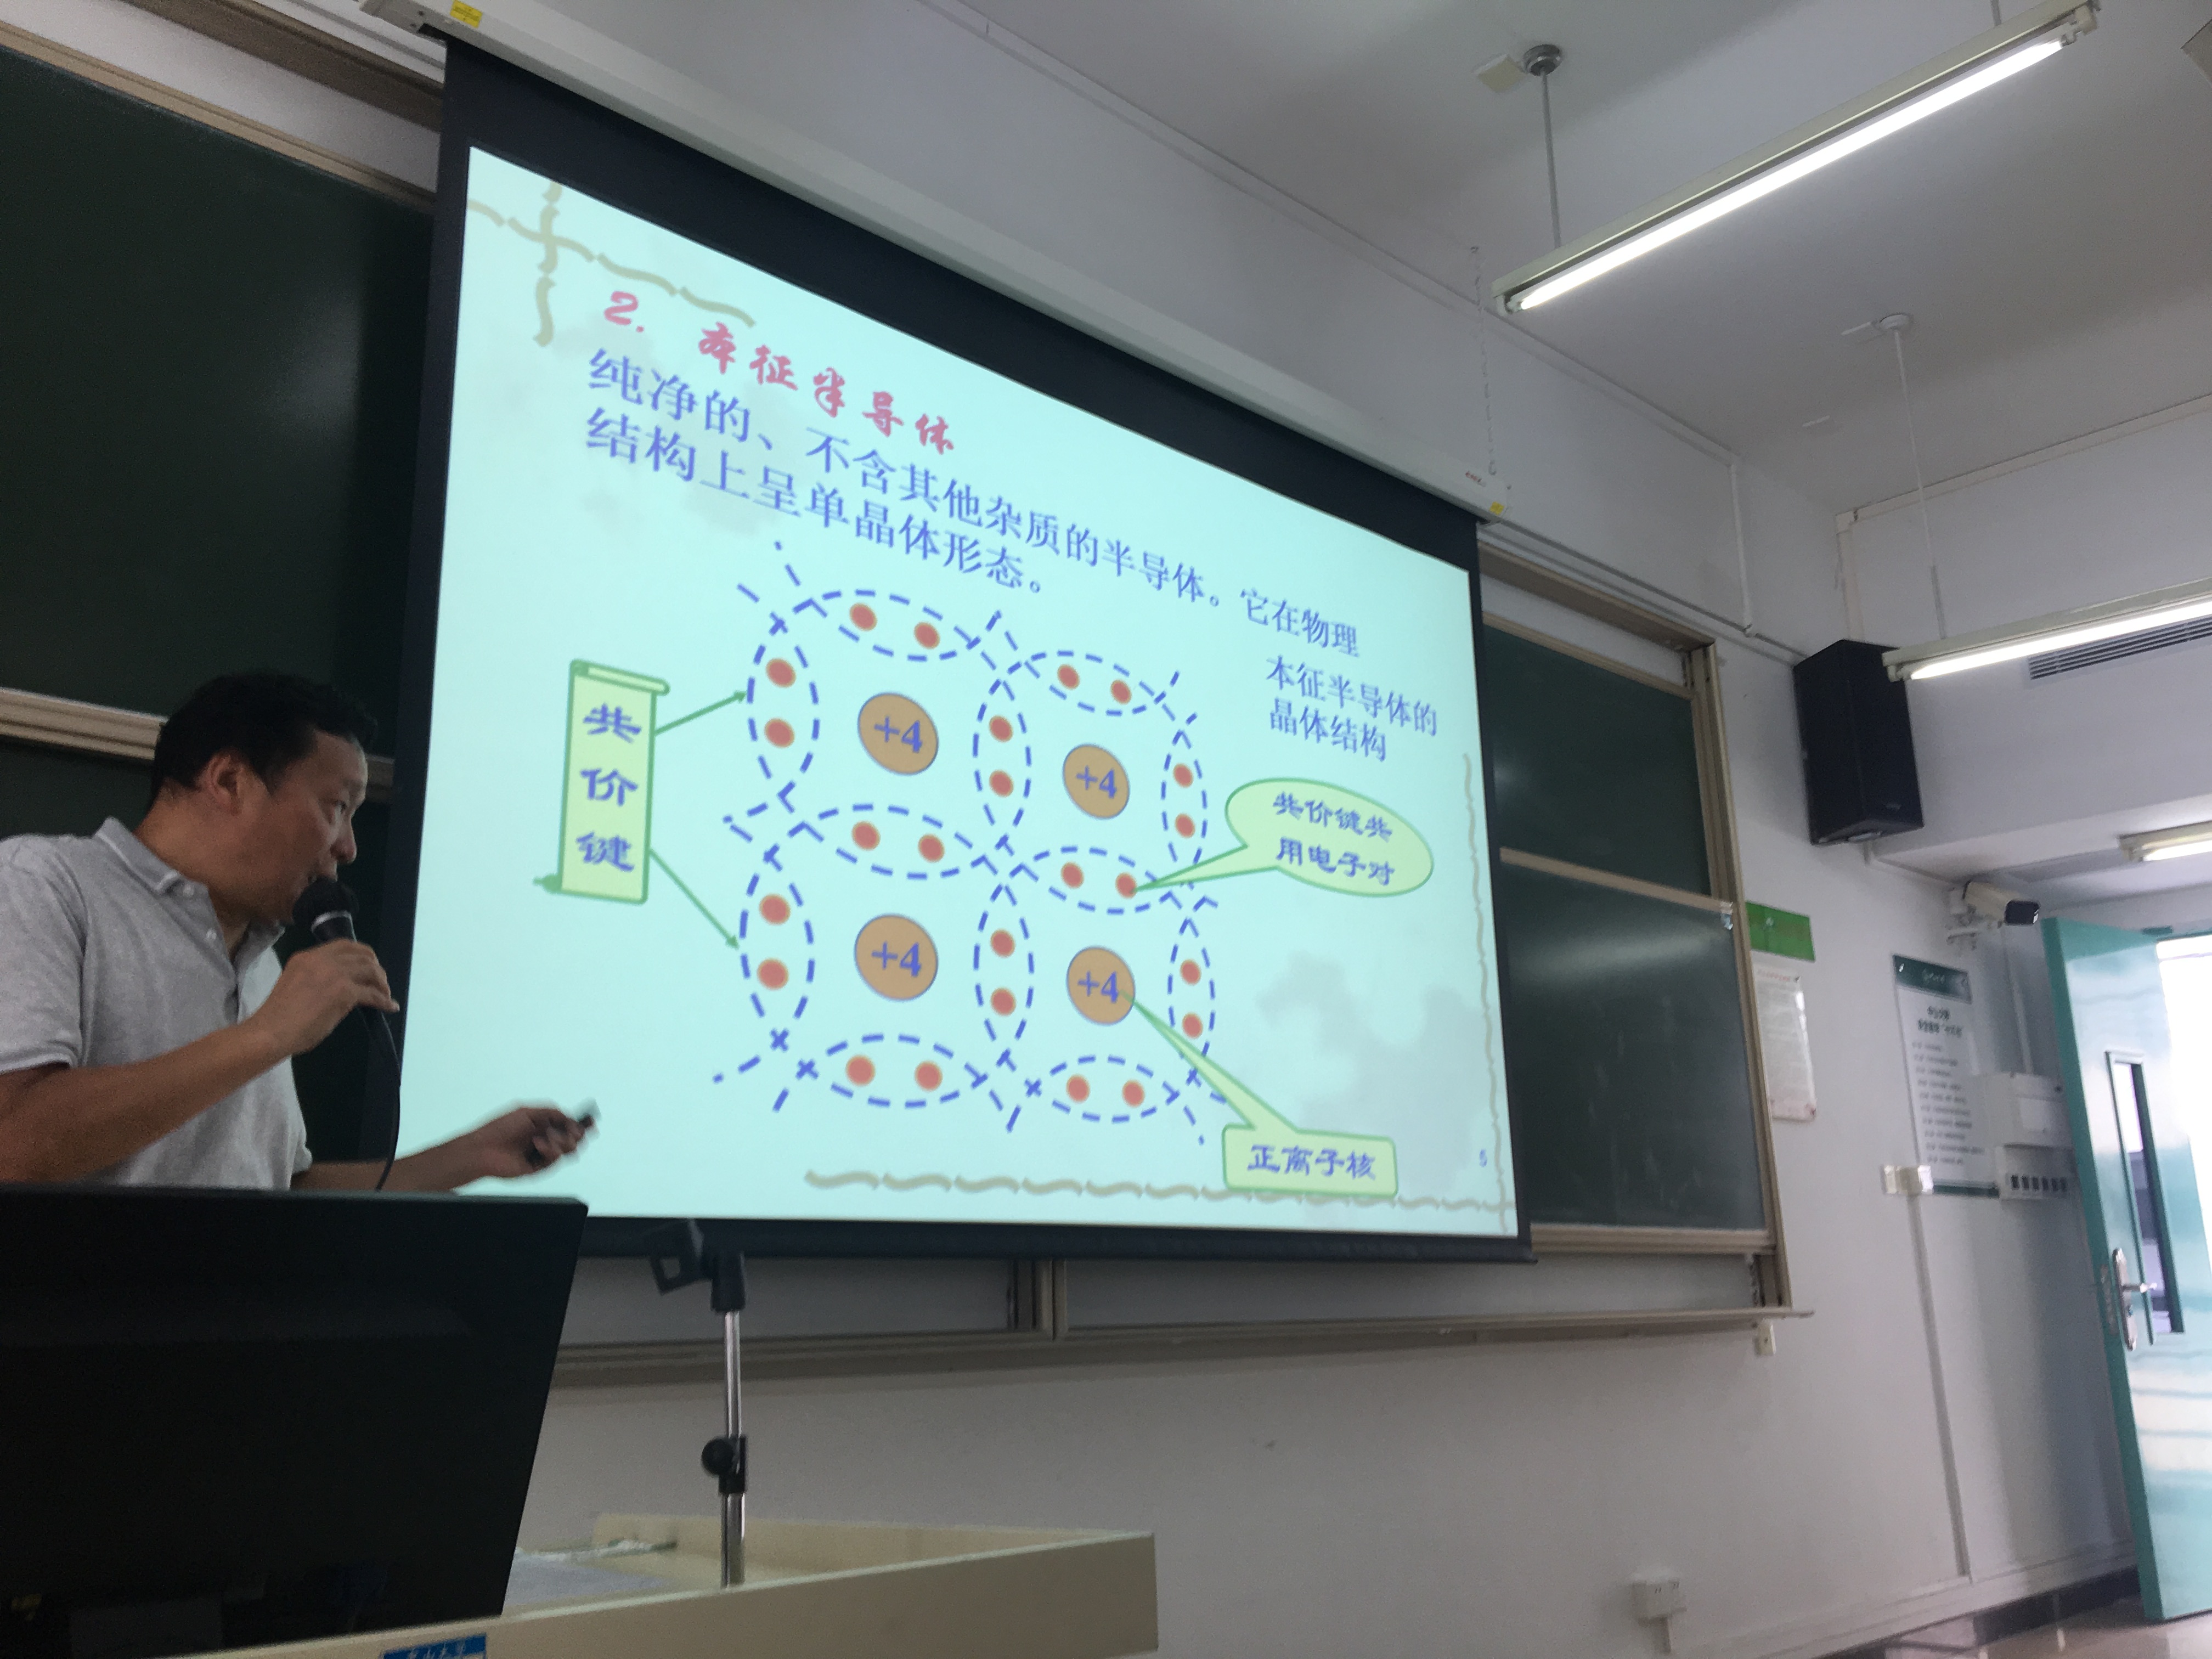 2. 本征半导体
纯净的、不含其他杂质的半导体。它在物理
结构上呈单晶体形态。
本征半导体的
晶体结构
共
价
键
+4
+4
共价键共
用电子对
+4
+4
正离子核
5